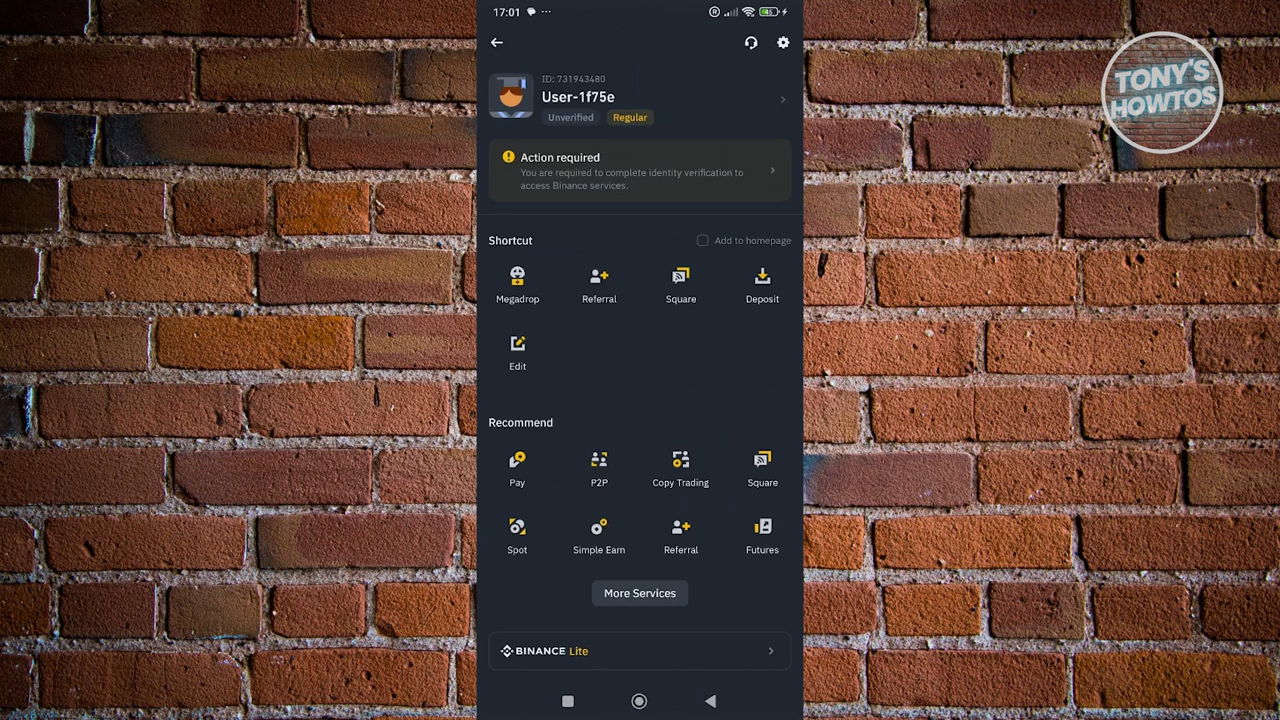 17:01
TONY'S
HOWTOS
ID: 731943480
User-1f75e
Unverified Regular
Action required
You are required to complete identity verification to
access Binance services.
Shortcut Add to homepage
Megadrop Referral Square Deposit
Edit
Recommend
Pay P2P Copy Trading Square
Spot Simple Earn Referral Futures
More Services
BINANCE Lite